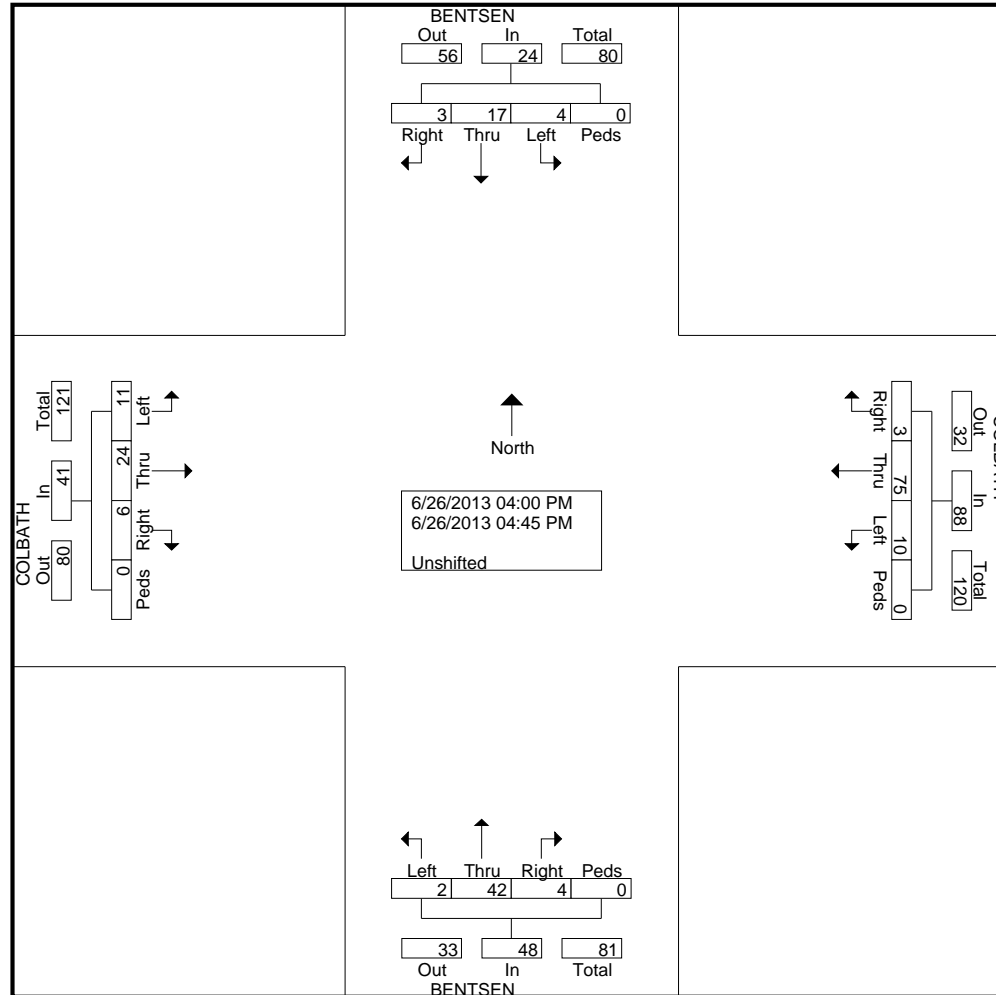 BENTSEN
Out In Total
56 24 80
3 17 4 0
Right Thru Left Peds
COLBATH
Total In Out
121 41 80
11 24 6 0
Left Thru Right Peds
North
6/26/2013 04:00 PM
6/26/2013 04:45 PM
Unshifted
Out In Total
32 88 120
3 75 10 0
Right Thru Left Peds
Left Thru Right Peds
2 42 4 0
33 48 81
Out In Total
BENTSEN